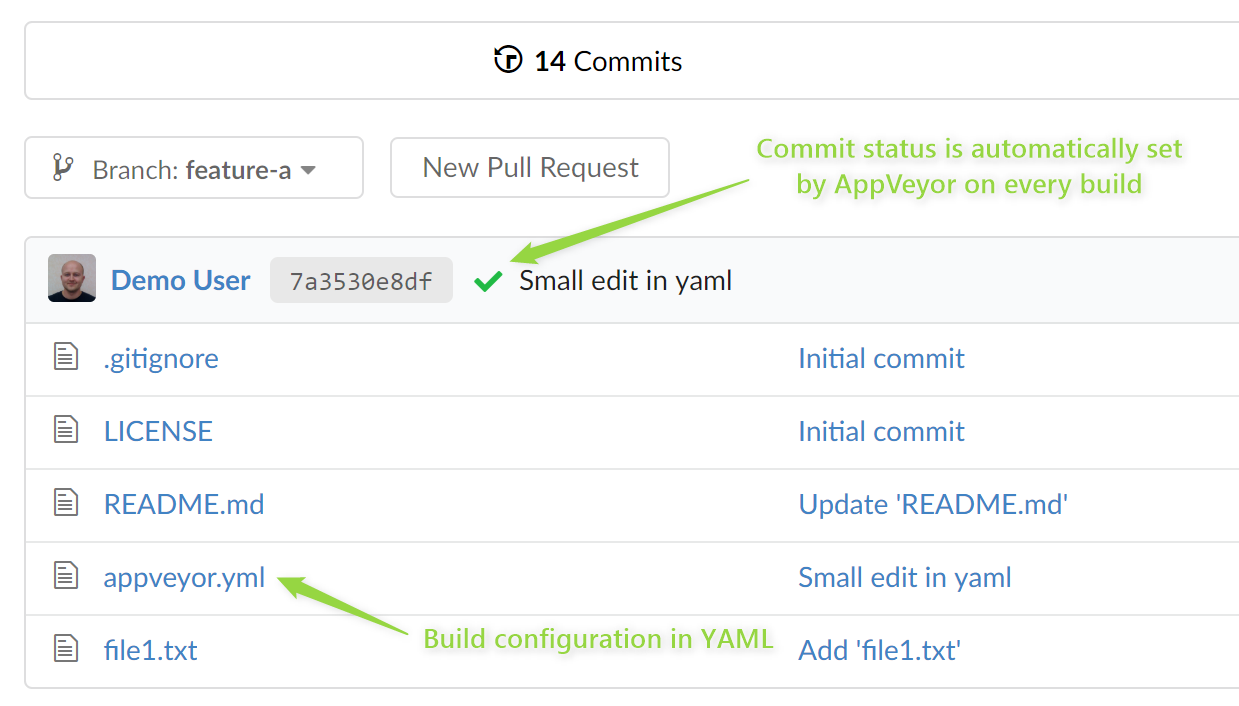 14 Commits
Branch: feature-a
New Pull Request
Commit status is automatically set
by AppVeyor on every build
Demo User 7a3530e8df Small edit in yaml
.gitignore Initial commit
LICENSE Initial commit
README.md Update 'README.md'
appveyor.yml Small edit in yaml
Build configuration in YAML
file1.txt Add 'file1.txt'